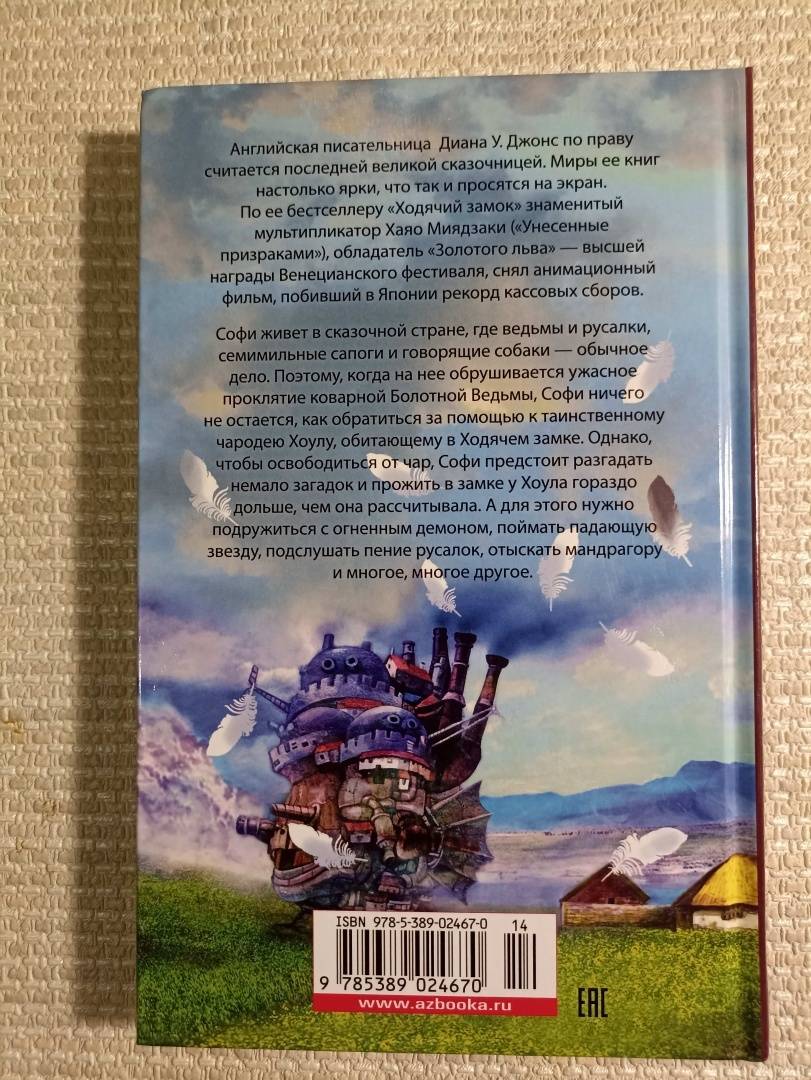 Английская писательница Диана У. Джонс по праву
считается последней великой сказочницей. Миры ее книг
настолько ярки, что так и просятся на экран.
По ее бестселлеру «Ходячий замок» знаменитый
мультипликатор Хаяо Миядзаки («Унесенные
призраками»), обладатель «Золотого льва» — высшей
награды Венецианского фестиваля, снял анимационный
фильм, побивший в Японии рекорд кассовых сборов.
Софи живет в сказочной стране, где ведьмы и русалки,
семимильные сапоги и говорящие собаки — обычное
дело. Поэтому, когда на нее обрушивается ужасное
проклятие коварной Болотной Ведьмы, Софи ничего
не остается, как обратиться за помощью к таинственному
чародею Хоулу, обитающему в Ходячем замке. Однако,
чтобы освободиться от чар, Софи предстоит разгадать
немало загадок и прожить в замке у Хоула гораздо
дольше, чем она рассчитывала. А для этого нужно
подружиться с огненным демоном, поймать падающую
звезду, подслушать пение русалок, отыскать мандрагору
и многое, многое другое.
ISBN 978-5-389-02467-0 14
9 785389 024670
www.azbooka.ru
EAC